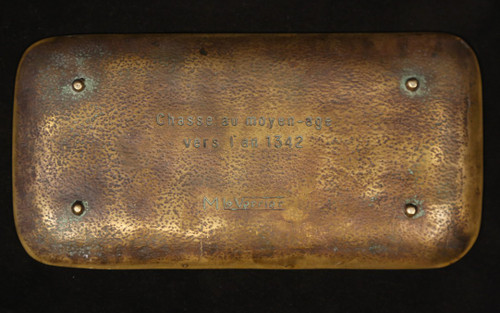 Chasse au moyen-age
vers l'an 1542